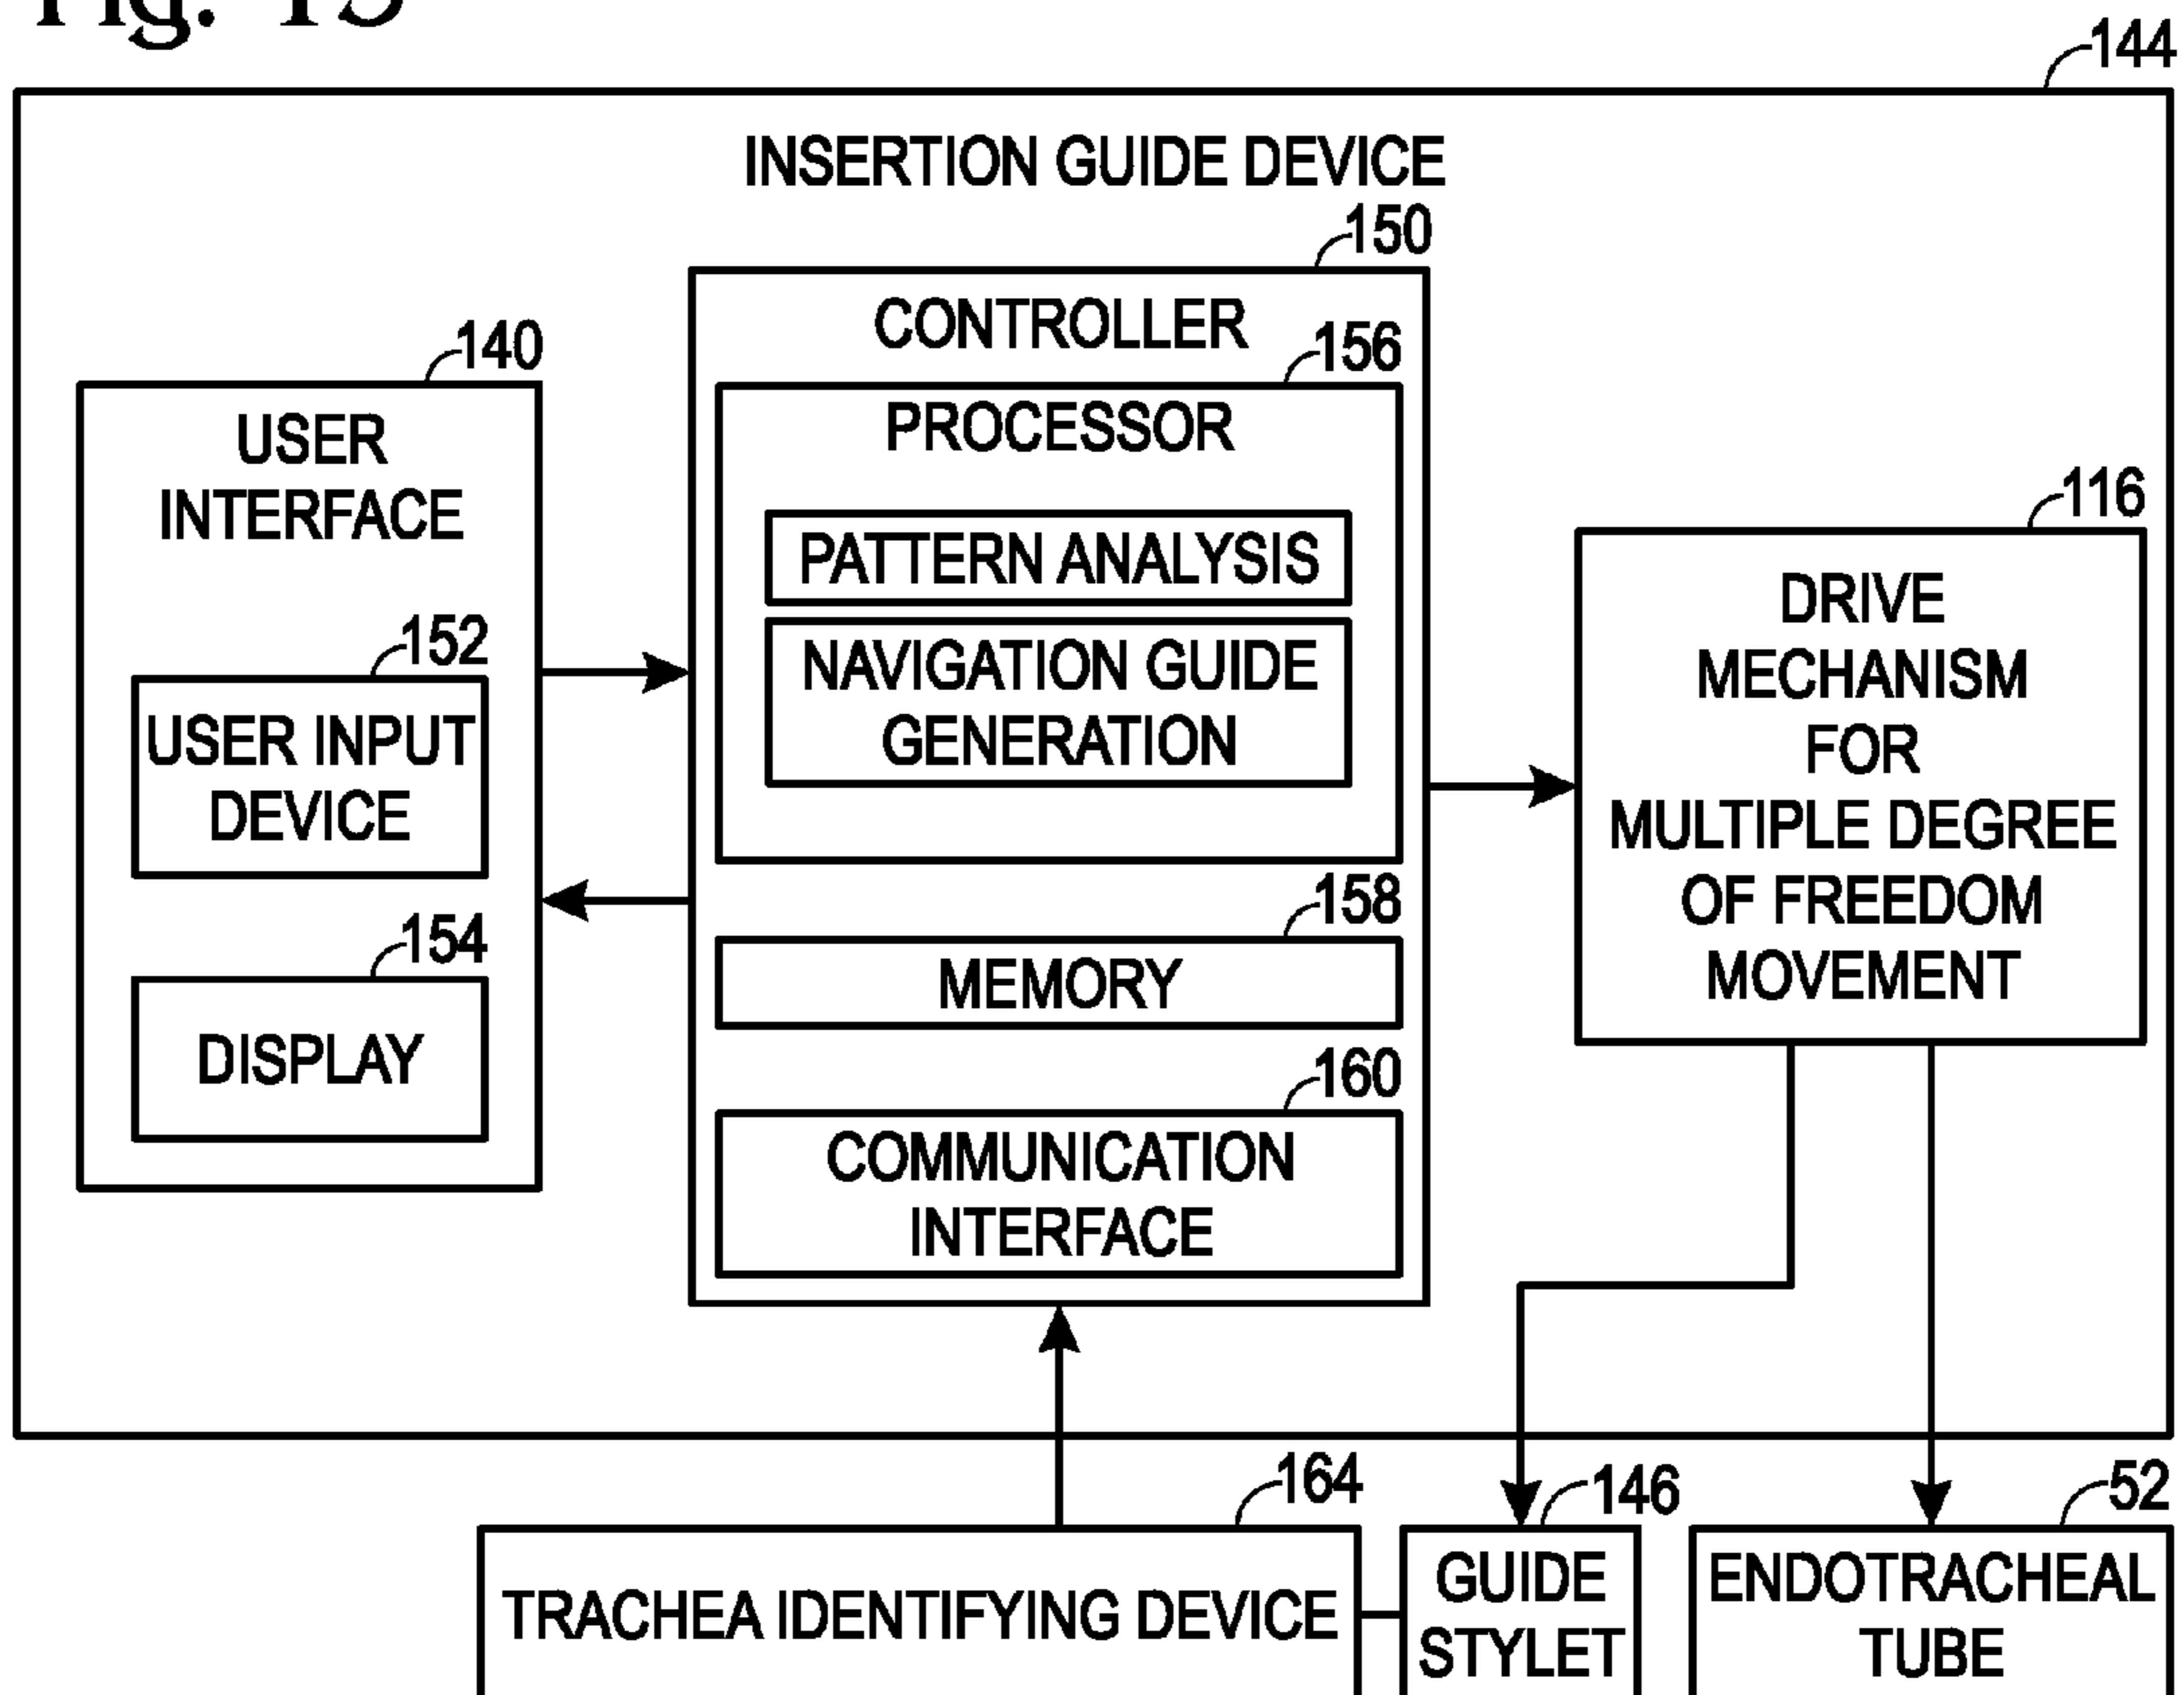 Fig. 13
144
INSERTION GUIDE DEVICE
150
CONTROLLER
140
USER
INTERFACE
152
USER INPUT
DEVICE
154
DISPLAY
156
PROCESSOR
PATTERN ANALYSIS
NAVIGATION GUIDE
GENERATION
158
MEMORY
160
COMMUNICATION
INTERFACE
116
DRIVE
MECHANISM
FOR
MULTIPLE DEGREE
OF FREEDOM
MOVEMENT
164
TRACHEA IDENTIFYING DEVICE
146
GUIDE
STYLET
52
ENDOTRACHEAL
TUBE